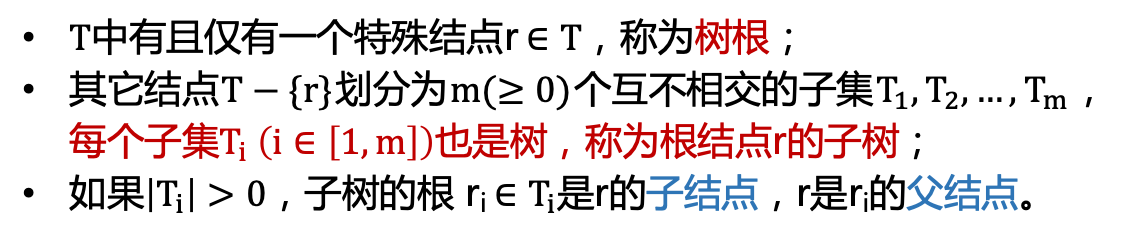 • T中有且仅有一个特殊结点r ∈ T，称为树根；
• 其它结点T − {r}划分为m(≥ 0)个互不相交的子集T₁, T₂, …, Tₘ，
每个子集Tᵢ (i ∈ [1, m])也是树，称为根结点r的子树；
• 如果|Tᵢ| > 0，子树的根 rᵢ ∈ Tᵢ是r的子结点，r是rᵢ的父结点。